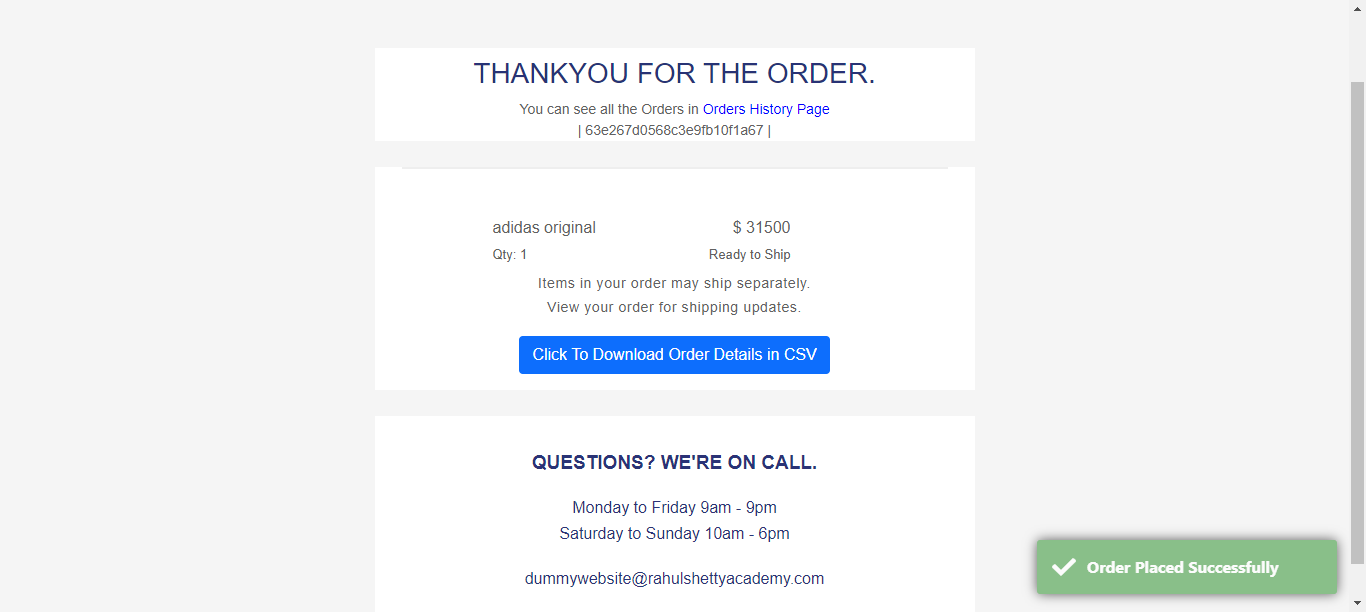 THANKYOU FOR THE ORDER.
You can see all the Orders in Orders History Page
| 63e267d0568c3e9fb10f1a67 |
adidas original $ 31500
Qty: 1 Ready to Ship
Items in your order may ship separately.
View your order for shipping updates.
Click To Download Order Details in CSV
QUESTIONS? WE'RE ON CALL.
Monday to Friday 9am - 9pm
Saturday to Sunday 10am - 6pm
dummywebsite@rahulshettyacademy.com
Order Placed Successfully